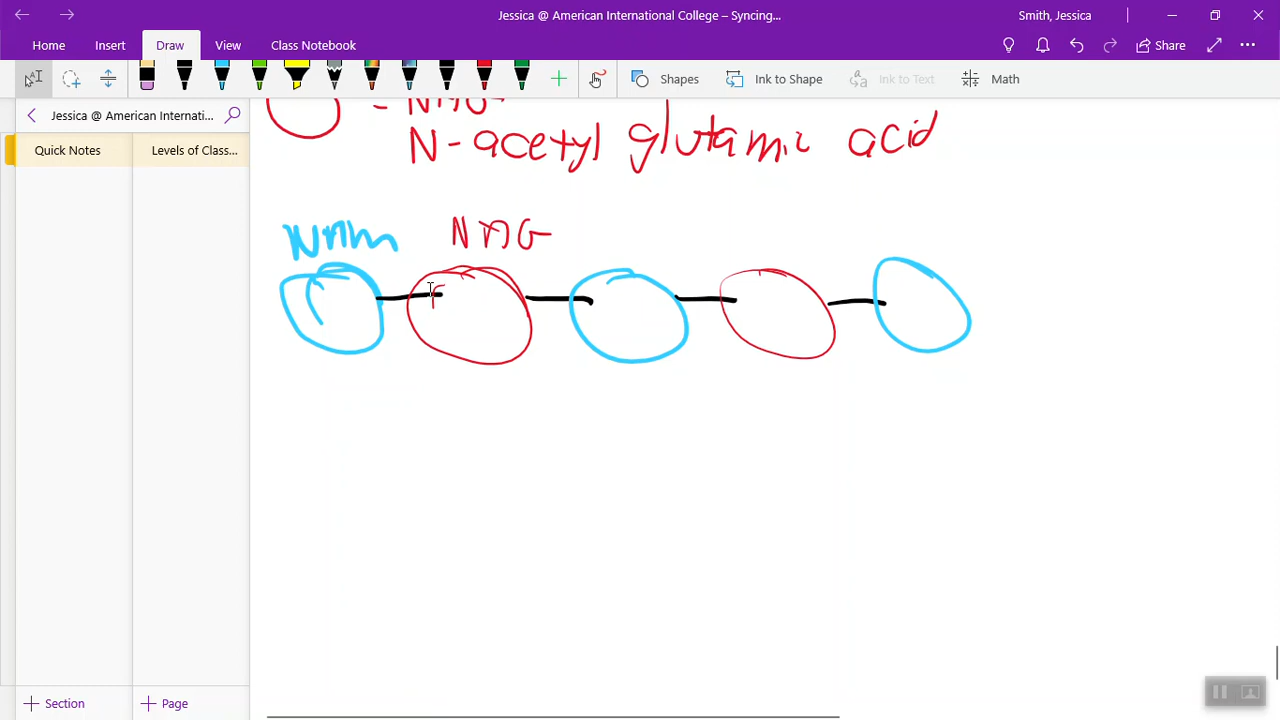 Jessica @ American International College – Syncing...
Smith, Jessica
Home Insert Draw View Class Notebook
Share
Shapes
Ink to Shape
Ink to Text
Math
Jessica @ American Internati...
Quick Notes
Levels of Class...
= NAG
N-acetyl glutamic acid
NAM NAG
Section
Page